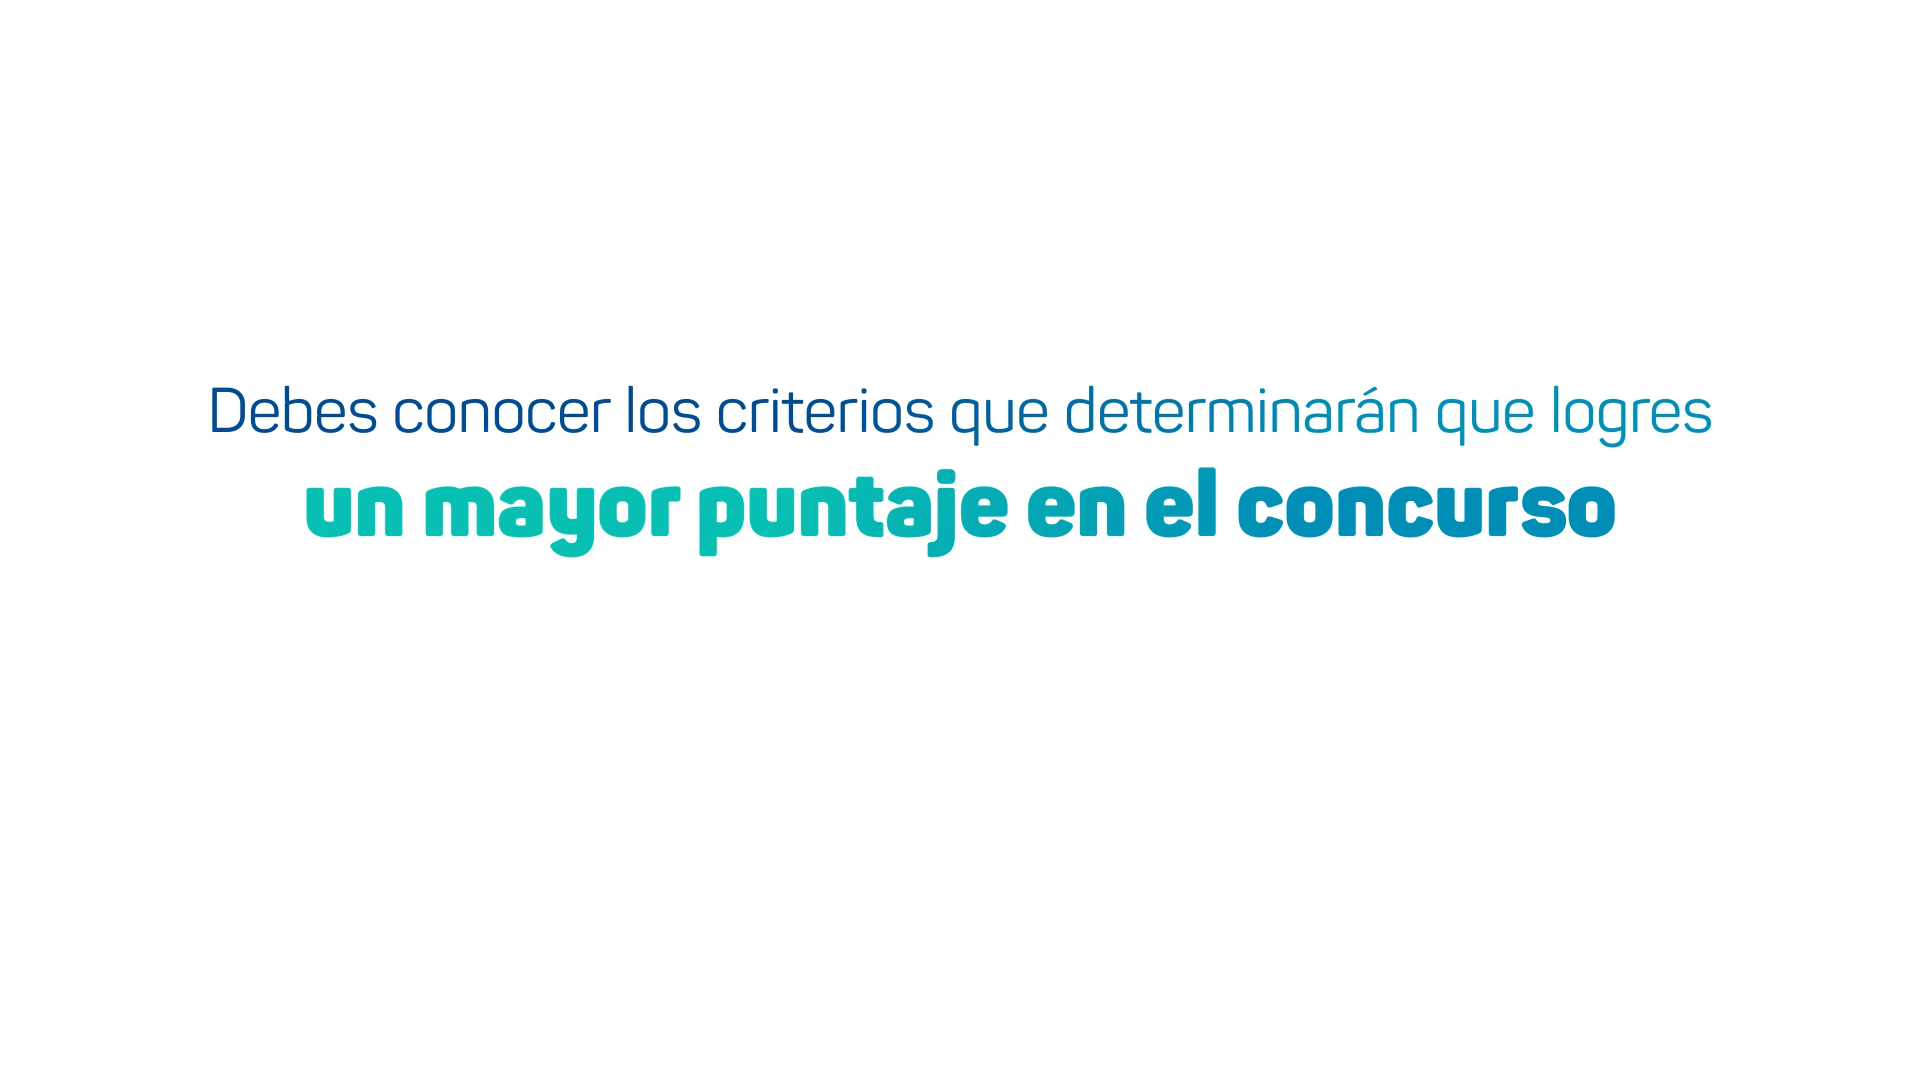 Debes conocer los criterios que determinarán que logres
un mayor puntaje en el concurso